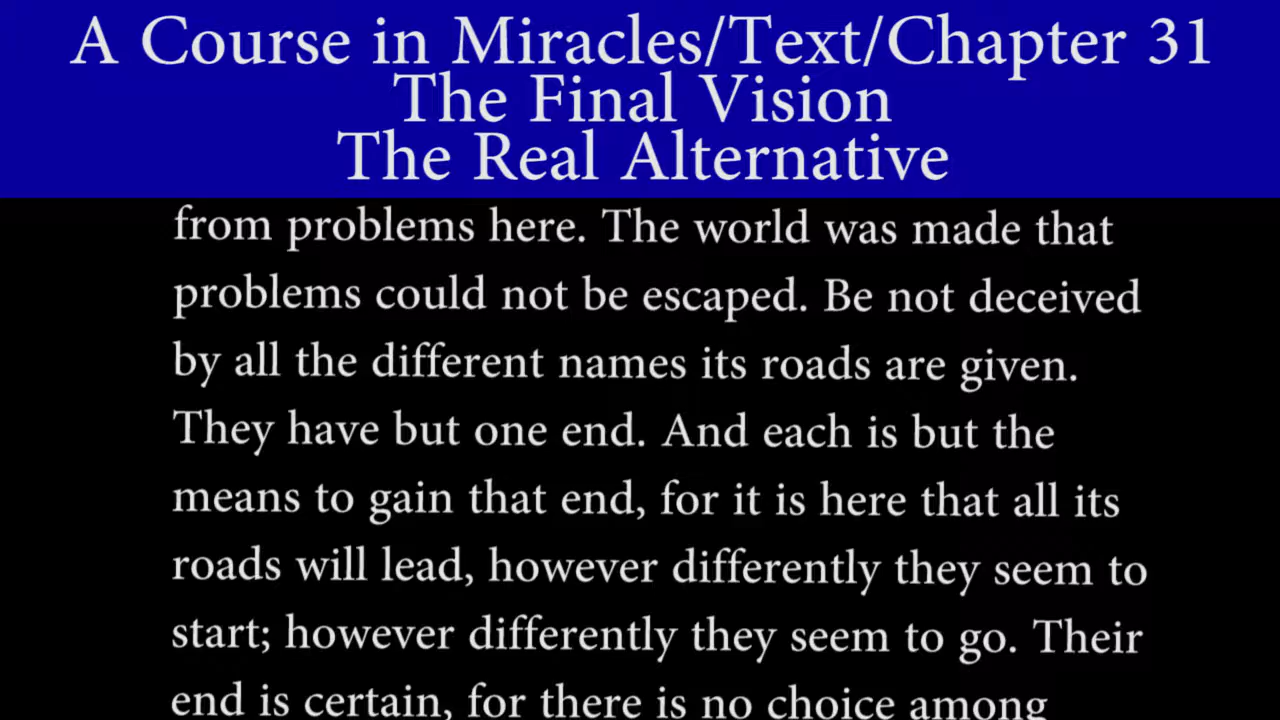 A Course in Miracles/Text/Chapter 31
The Final Vision
The Real Alternative
from problems here. The world was made that
problems could not be escaped. Be not deceived
by all the different names its roads are given.
They have but one end. And each is but the
means to gain that end, for it is here that all its
roads will lead, however differently they seem to
start; however differently they seem to go. Their
end is certain, for there is no choice among